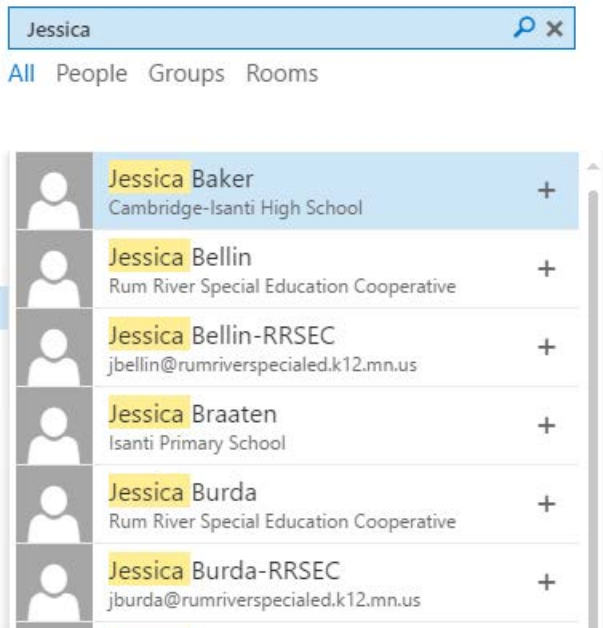 Jessica
All People Groups Rooms
Jessica Baker
Cambridge-Isanti High School
Jessica Bellin
Rum River Special Education Cooperative
Jessica Bellin-RRSEC
jbellin@rumriverspecialed.k12.mn.us
Jessica Braaten
Isanti Primary School
Jessica Burda
Rum River Special Education Cooperative
Jessica Burda-RRSEC
jburda@rumriverspecialed.k12.mn.us